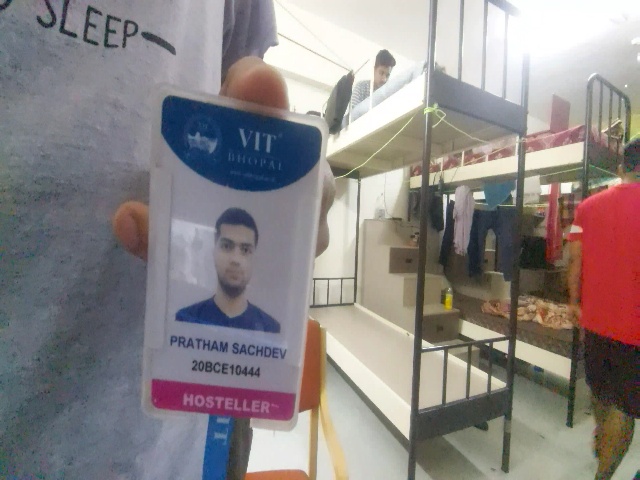 SLEEP
VIT
BHOPAL
PRATHAM SACHDEV
20BCE10444
HOSTELLER